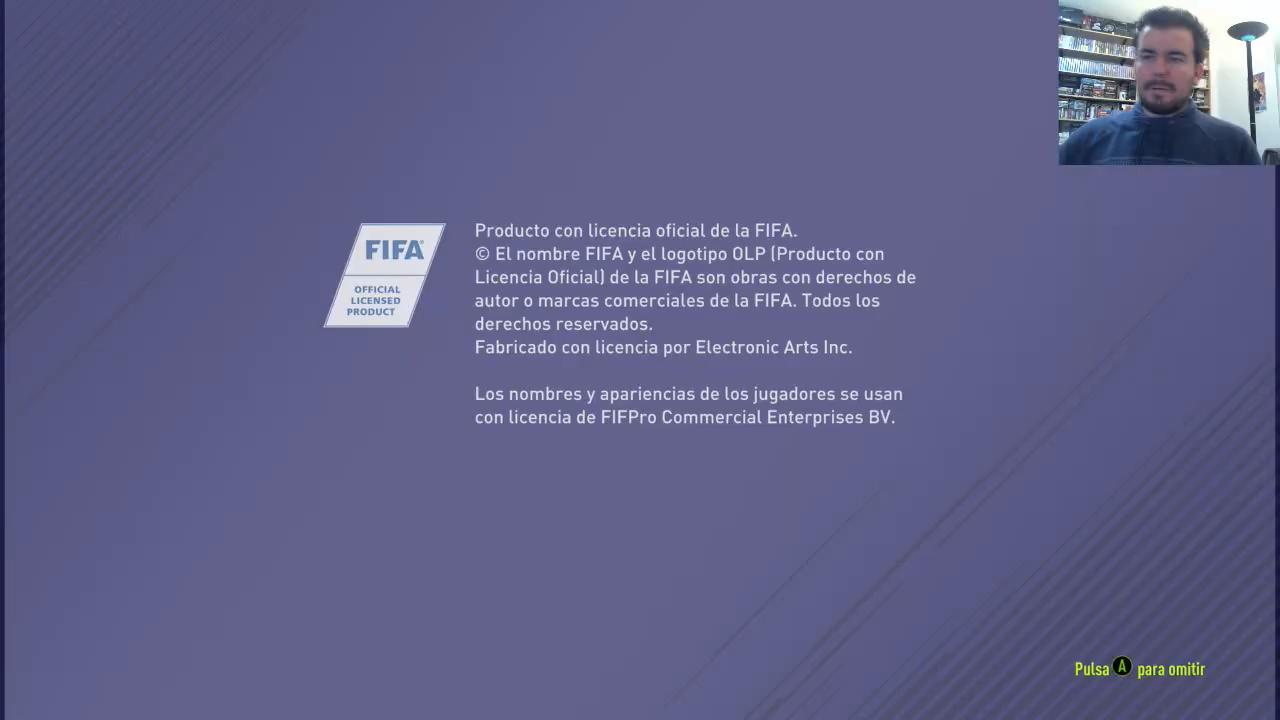 FIFA
OFFICIAL
LICENSED
PRODUCT
Producto con licencia oficial de la FIFA.
© El nombre FIFA y el logotipo OLP (Producto con
Licencia Oficial) de la FIFA son obras con derechos de
autor o marcas comerciales de la FIFA. Todos los
derechos reservados.
Fabricado con licencia por Electronic Arts Inc.
Los nombres y apariencias de los jugadores se usan
con licencia de FIFPro Commercial Enterprises BV.
Pulsa A para omitir